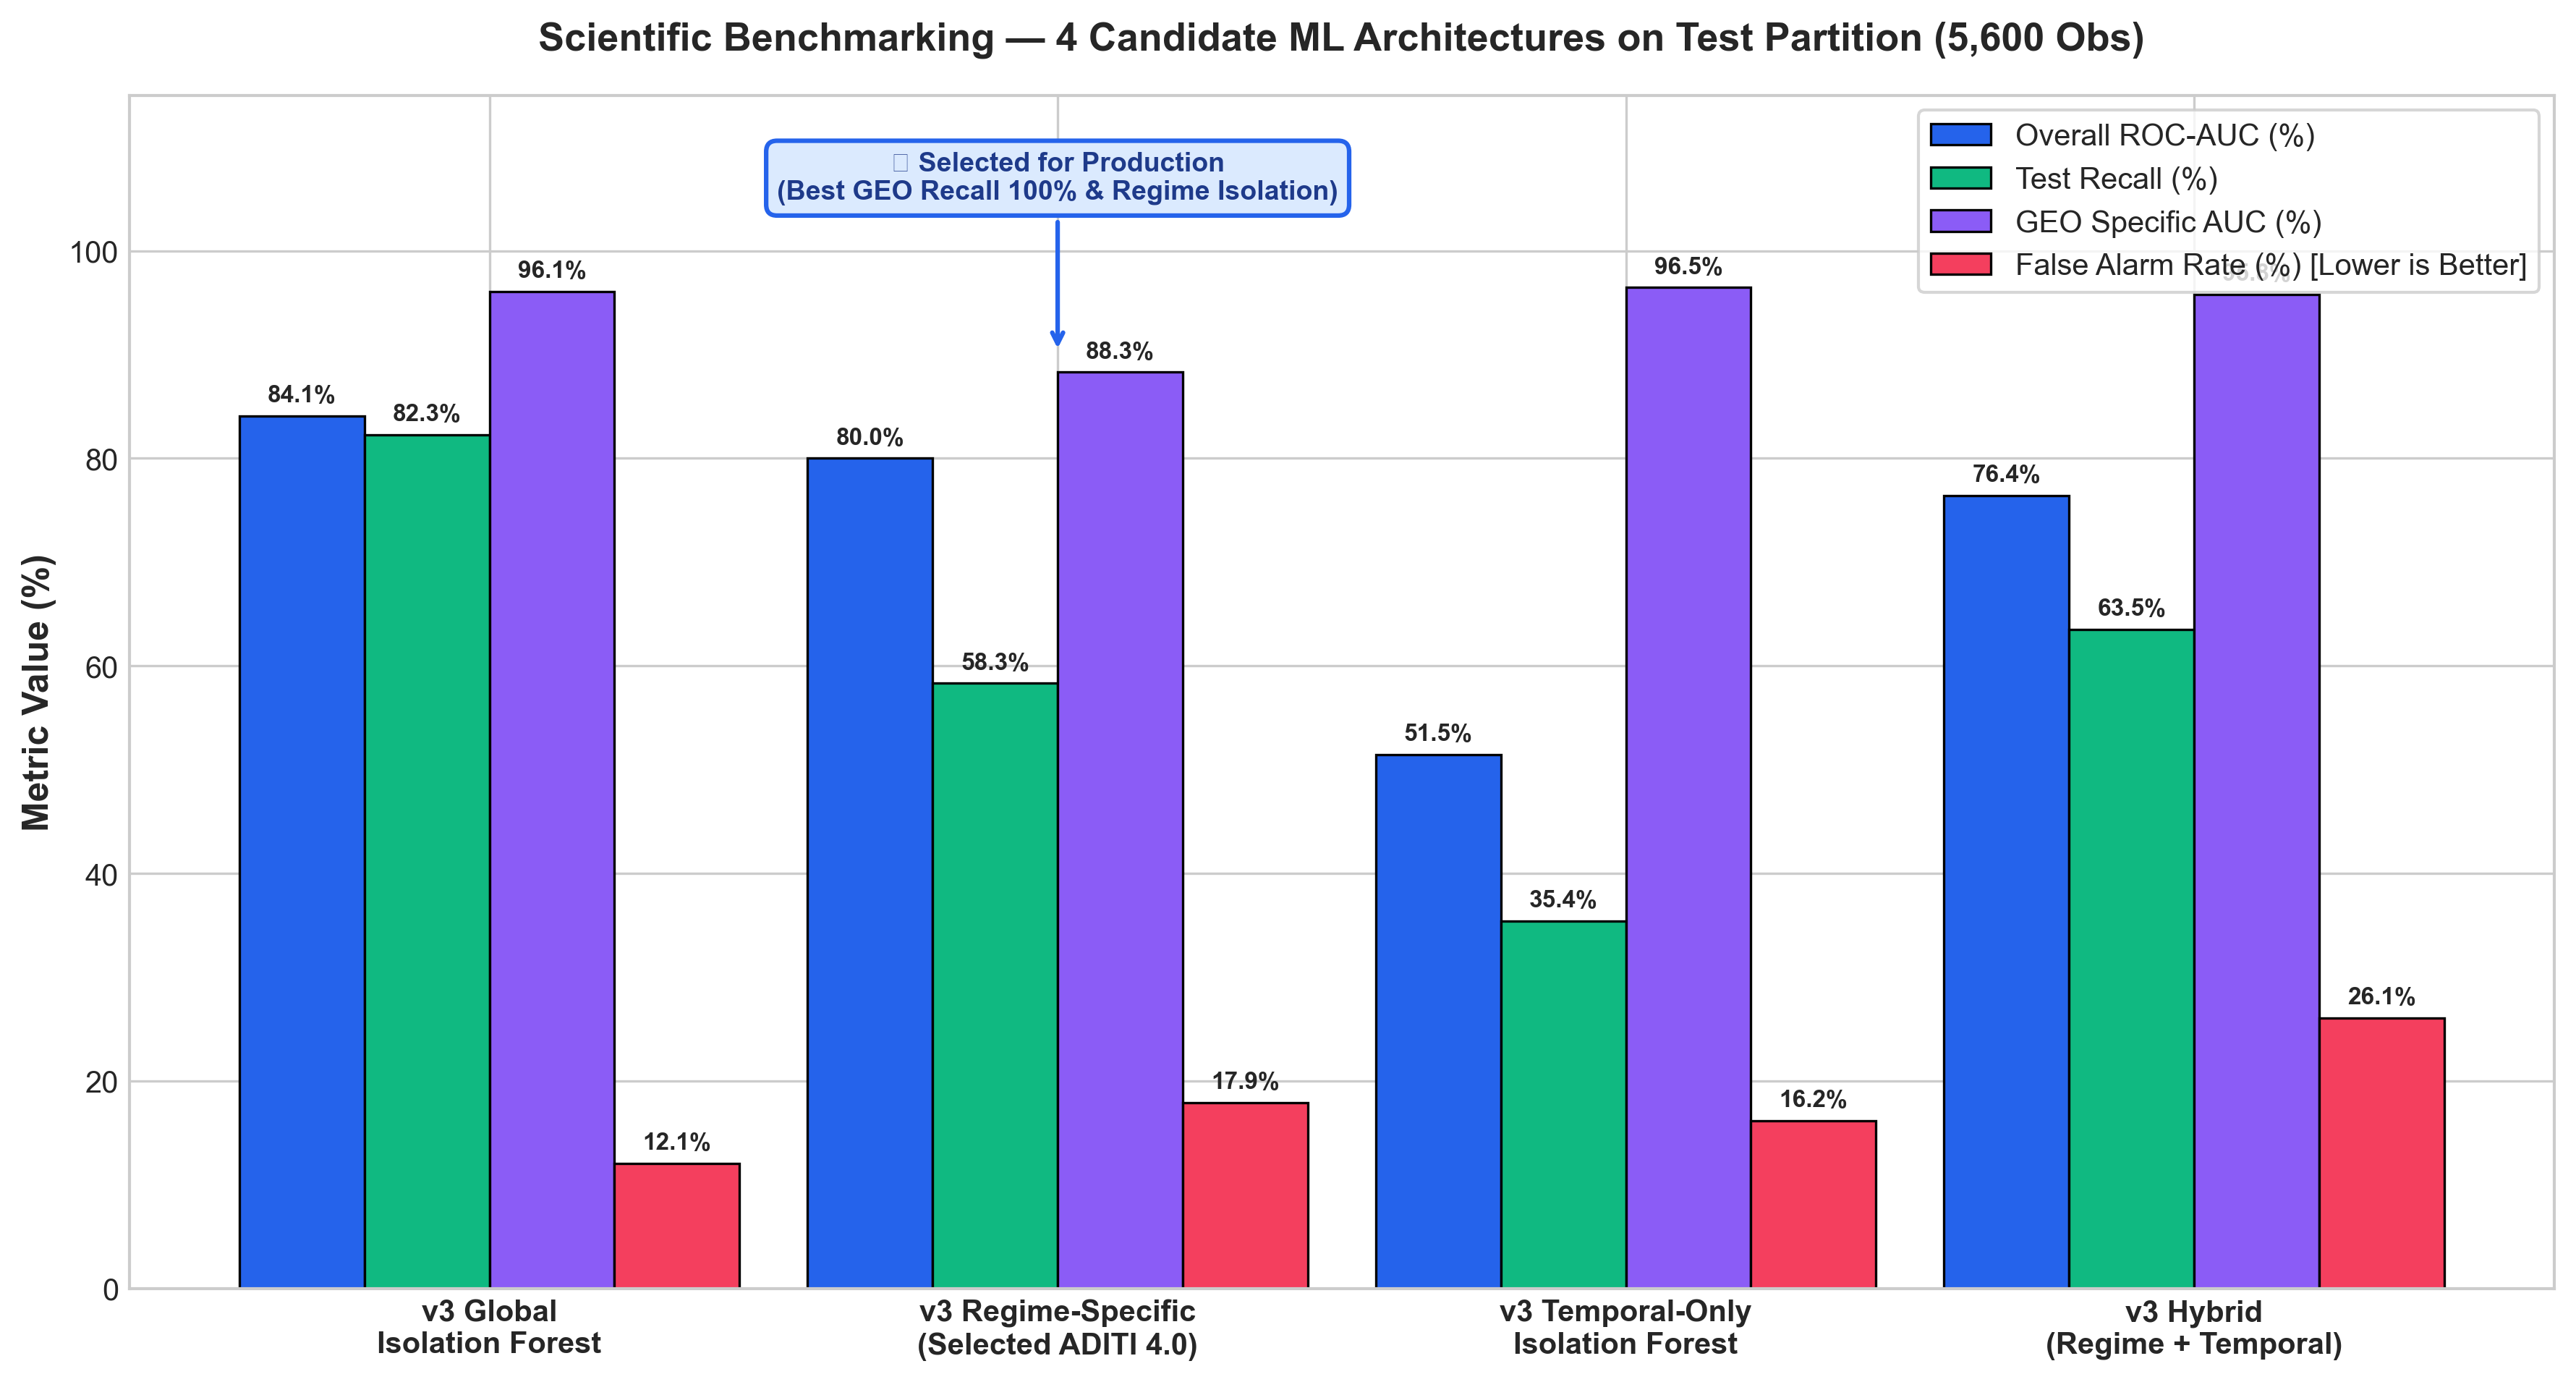 Scientific Benchmarking — 4 Candidate ML Architectures on Test Partition (5,600 Obs)
Selected for Production
(Best GEO Recall 100% & Regime Isolation)
Overall ROC-AUC (%)
Test Recall (%)
GEO Specific AUC (%)
False Alarm Rate (%) [Lower is Better]
Metric Value (%)
100
80
60
40
20
0
84.1%
82.3%
96.1%
12.1%
80.0%
58.3%
88.3%
17.9%
51.5%
35.4%
96.5%
16.2%
76.4%
63.5%
26.1%
v3 Global
Isolation Forest
v3 Regime-Specific
(Selected ADITI 4.0)
v3 Temporal-Only
Isolation Forest
v3 Hybrid
(Regime + Temporal)